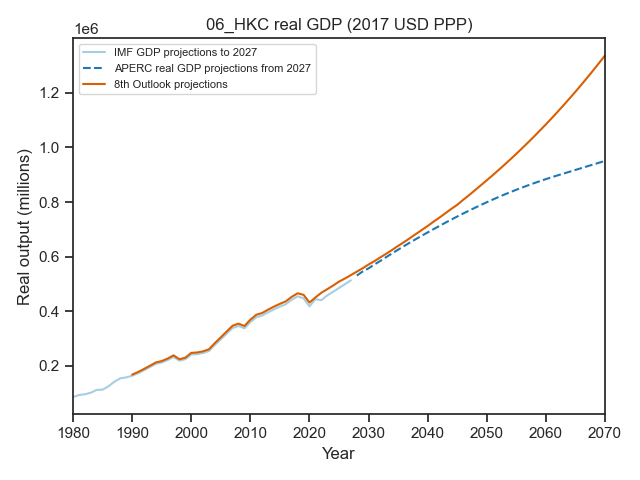 06_HKC real GDP (2017 USD PPP)
1e6
IMF GDP projections to 2027
APERC real GDP projections from 2027
8th Outlook projections
Real output (millions)
1.2
1.0
0.8
0.6
0.4
0.2
1980 1990 2000 2010 2020 2030 2040 2050 2060 2070
Year